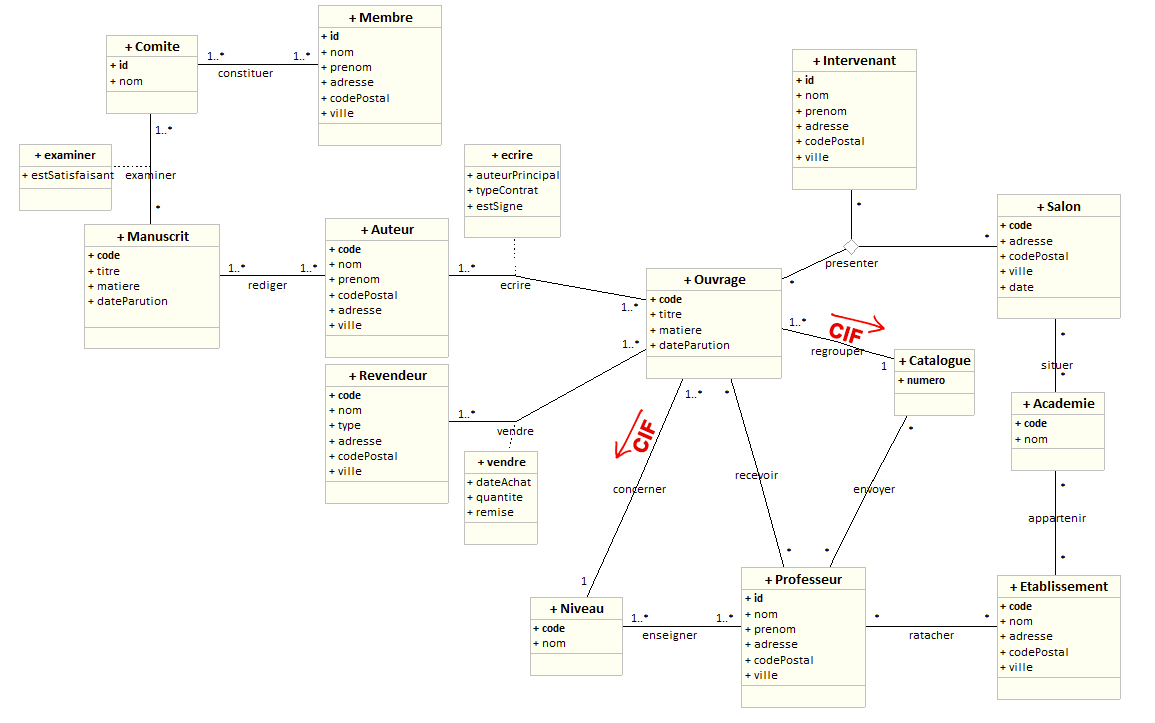 + Membre
+ id
+ nom
+ prenom
+ adresse
+ codePostal
+ ville
+ Comite
+ id
+ nom
1..*
1..*
constituer
1..*
+ examiner
+ estSatisfaisant
examiner
*
+ Manuscrit
+ code
+ titre
+ matiere
+ dateParution
1..*
1..*
rediger
+ Auteur
+ code
+ nom
+ prenom
+ codePostal
+ adresse
+ ville
+ ecrire
+ auteurPrincipal
+ typeContrat
+ estSigne
1..*
ecrire
1..*
+ Intervenant
+ id
+ nom
+ prenom
+ adresse
+ codePostal
+ ville
*
*
presenter
*
+ Salon
+ code
+ adresse
+ codePostal
+ ville
+ date
+ Ouvrage
+ code
+ titre
+ matiere
+ dateParution
1..*
CIF
regrouper
1
+ Catalogue
+ numero
*
situer
*
+ Academie
+ code
+ nom
+ Revendeur
+ code
+ nom
+ type
+ adresse
+ codePostal
+ ville
1..*
1..*
vendre
+ vendre
+ dateAchat
+ quantite
+ remise
1..*
CIF
concerner
1
*
recevoir
*
*
envoyer
*
*
appartenir
*
+ Niveau
+ code
+ nom
1..*
1..*
enseigner
+ Professeur
+ id
+ nom
+ prenom
+ adresse
+ codePostal
+ ville
*
*
ratacher
+ Etablissement
+ code
+ nom
+ adresse
+ codePostal
+ ville